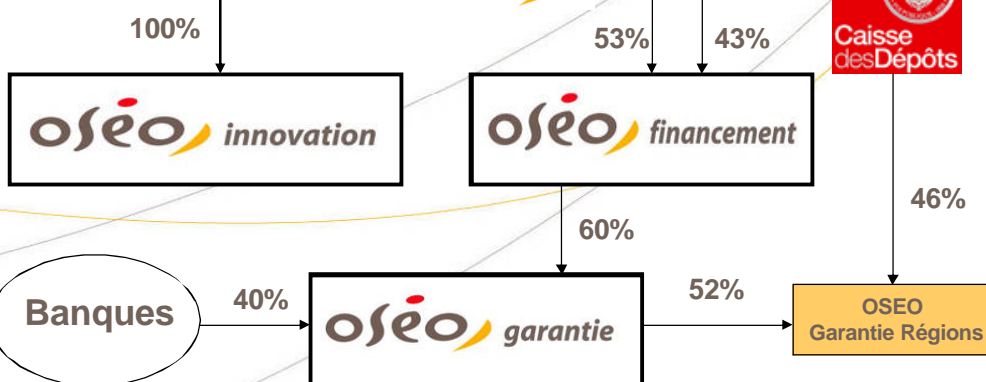 100%
53%
43%
Caisse
desDépôts
oséo innovation
oséo financement
46%
60%
Banques
40%
oséo garantie
52%
OSEO
Garantie Régions